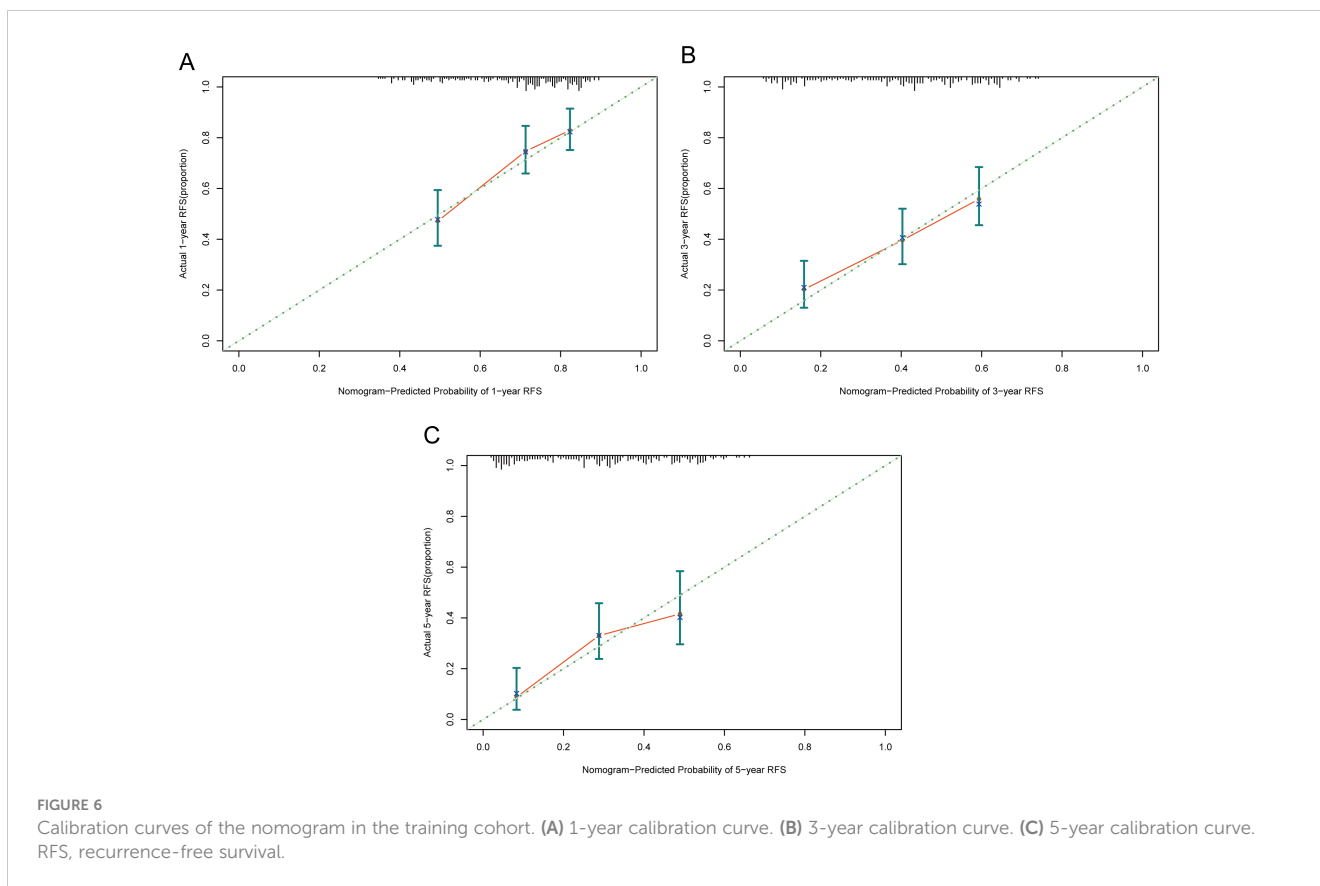 A
1.0
0.8
0.6
0.4
0.2
0.0
Actual 1−year RFS(proportion)
0.0 0.2 0.4 0.6 0.8 1.0
Nomogram−Predicted Probability of 1−year RFS
B
1.0
0.8
0.6
0.4
0.2
0.0
Actual 3−year RFS(proportion)
0.0 0.2 0.4 0.6 0.8 1.0
Nomogram−Predicted Probability of 3−year RFS
C
1.0
0.8
0.6
0.4
0.2
0.0
Actual 5−year RFS(proportion)
0.0 0.2 0.4 0.6 0.8 1.0
Nomogram−Predicted Probability of 5−year RFS
FIGURE 6
Calibration curves of the nomogram in the training cohort. (A) 1-year calibration curve. (B) 3-year calibration curve. (C) 5-year calibration curve.
RFS, recurrence-free survival.